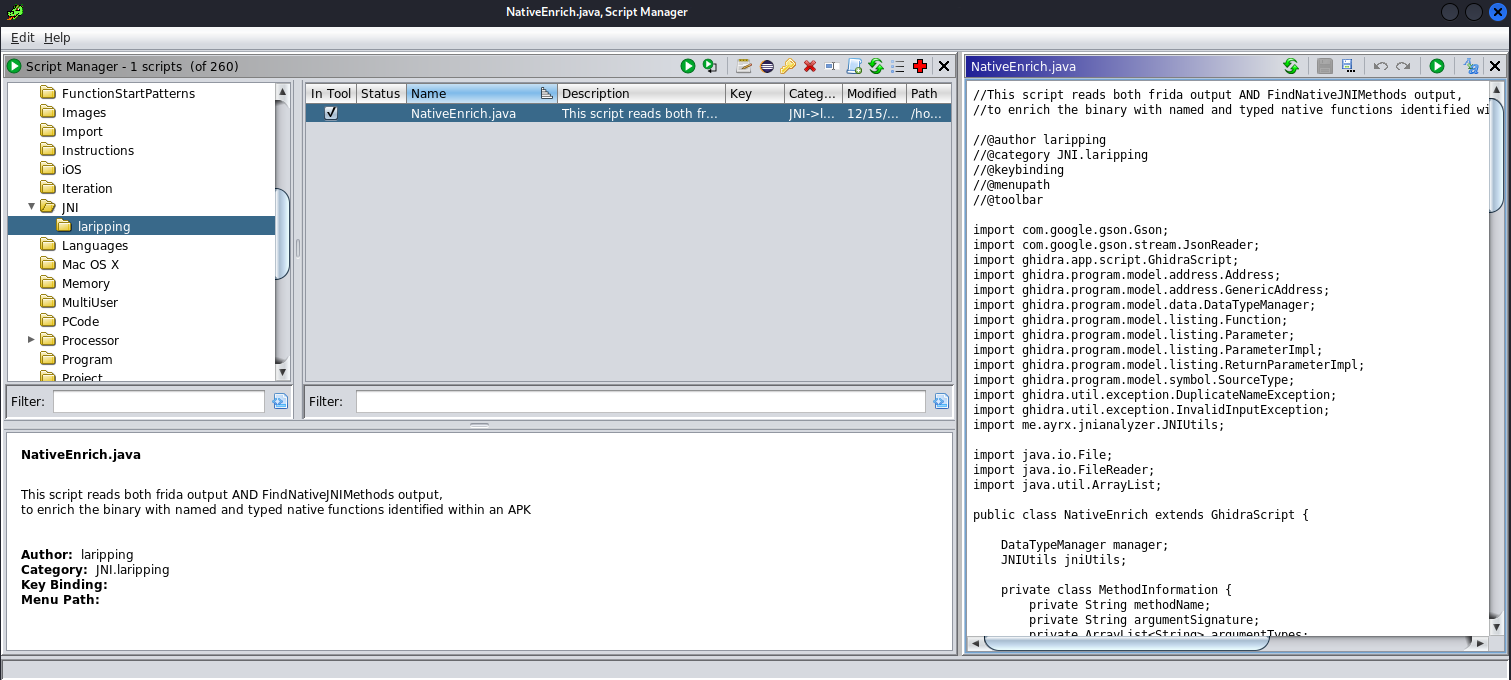 NativeEnrich.java, Script Manager
Edit Help
Script Manager - 1 scripts (of 260)
FunctionStartPatterns
Images
Import
Instructions
iOS
Iteration
JNI
laripping
Languages
Mac OS X
Memory
MultiUser
PCode
Processor
Program
Project
Filter:
In Tool Status Name Description Key Categ... Modified Path
NativeEnrich.java This script reads both fr... JNI->l... 12/15/... /ho...
Filter:
NativeEnrich.java
This script reads both frida output AND FindNativeJNIMethods output,
to enrich the binary with named and typed native functions identified within an APK
Author: laripping
Category: JNI.laripping
Key Binding:
Menu Path:
NativeEnrich.java
//This script reads both frida output AND FindNativeJNIMethods output,
//to enrich the binary with named and typed native functions identified wi
//@author laripping
//@category JNI.laripping
//@keybinding
//@menupath
//@toolbar
import com.google.gson.Gson;
import com.google.gson.stream.JsonReader;
import ghidra.app.script.GhidraScript;
import ghidra.program.model.address.Address;
import ghidra.program.model.address.GenericAddress;
import ghidra.program.model.data.DataTypeManager;
import ghidra.program.model.listing.Function;
import ghidra.program.model.listing.Parameter;
import ghidra.program.model.listing.ParameterImpl;
import ghidra.program.model.listing.ReturnParameterImpl;
import ghidra.program.model.symbol.SourceType;
import ghidra.util.exception.DuplicateNameException;
import ghidra.util.exception.InvalidInputException;
import me.ayrx.jnianalyzer.JNIUtils;
import java.io.File;
import java.io.FileReader;
import java.util.ArrayList;
public class NativeEnrich extends GhidraScript {
DataTypeManager manager;
JNIUtils jniUtils;
private class MethodInformation {
private String methodName;
private String argumentSignature;
private ArrayList<String> argumentTypes;